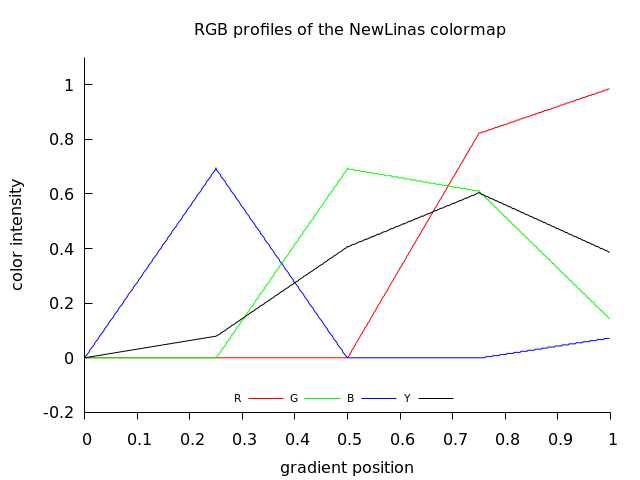 RGB profiles of the NewLinas colormap
color intensity
1
0.8
0.6
0.4
0.2
0
-0.2
R G B Y
0 0.1 0.2 0.3 0.4 0.5 0.6 0.7 0.8 0.9 1
gradient position